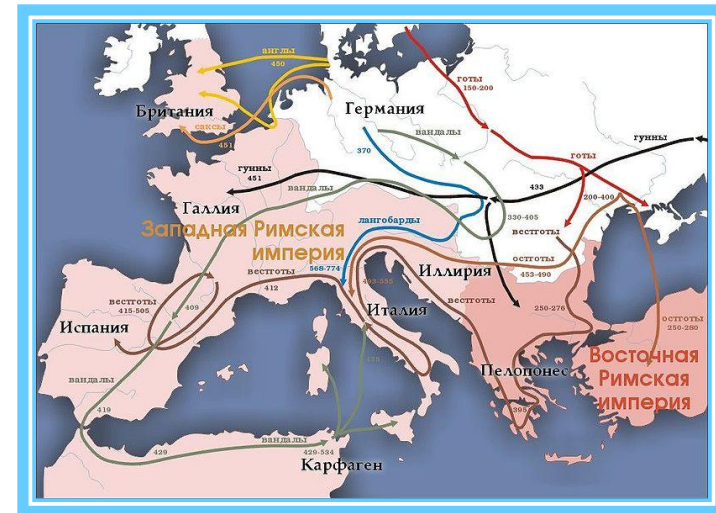 англы
450
Британия
саксы
451
готы
150-200
Германия
вандалы
370
гунны
готы
гунны
451
433
вандалы
200-400
Галлия
330-405
вестготы
Западная Римская
империя
лангобарды
568-774
остготы
453-490
Иллирия
вестготы
412
вестготы
415-505
409
Италия
вестготы
250-276
остготы
250-280
Испания
Пелопонес
Восточная
Римская
империя
вандалы
419
395
429
вандалы
429-534
Карфаген